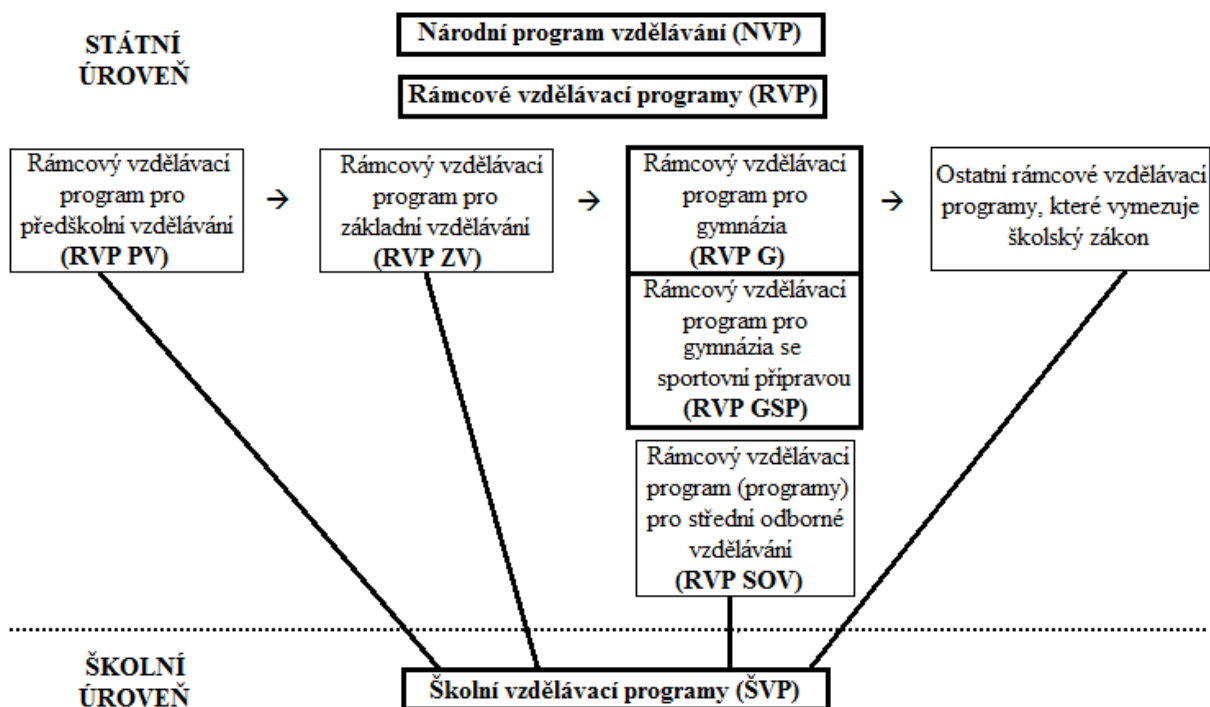 STÁTNÍ
ÚROVEŇ
Národní program vzdělávání (NVP)
Rámcové vzdělávací programy (RVP)
Rámcový vzdělávací
program pro
předškolní vzdělávání
(RVP PV)
→
Rámcový vzdělávací
program pro
základní vzdělávání
(RVP ZV)
→
Rámcový vzdělávací
program pro
gymnázia
(RVP G)
→
Ostatní rámcové vzdělávací
programy, které vymezuje
školský zákon
Rámcový vzdělávací
program pro
gymnázia se
sportovní přípravou
(RVP GSP)
Rámcový vzdělávací
program (programy)
pro střední odborné
vzdělávání
(RVP SOV)
ŠKOLNÍ
ÚROVEŇ
Školní vzdělávací programy (ŠVP)